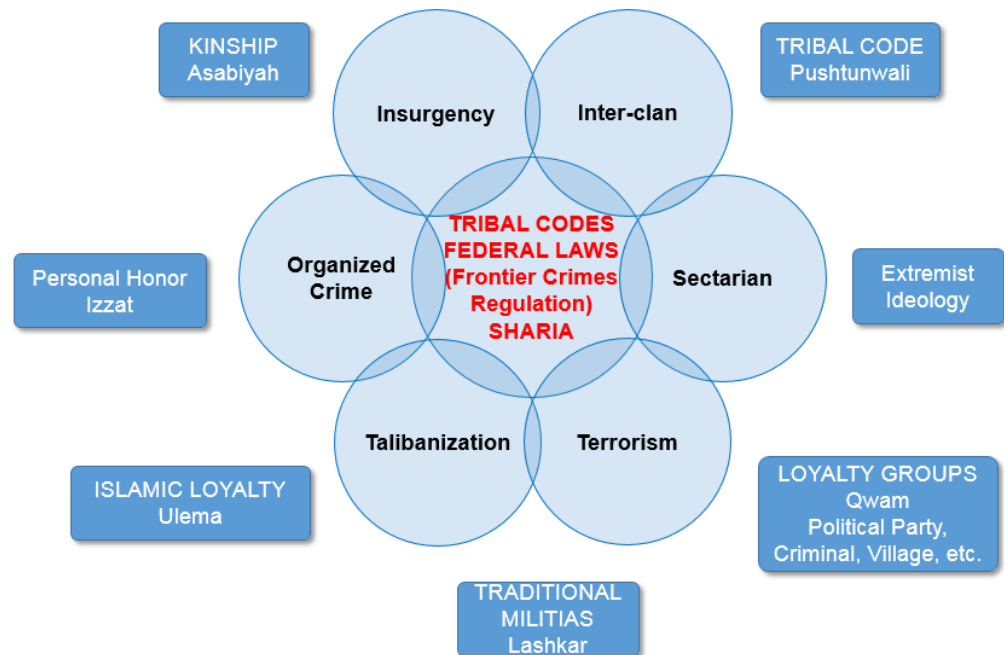 KINSHIP
Asabiyah
TRIBAL CODE
Pushtunwali
Insurgency
Inter-clan
TRIBAL CODES
FEDERAL LAWS
(Frontier Crimes
Regulation)
SHARIA
Organized
Crime
Sectarian
Personal Honor
Izzat
Extremist
Ideology
Talibanization
Terrorism
ISLAMIC LOYALTY
Ulema
LOYALTY GROUPS
Qwam
Political Party,
Criminal, Village, etc.
TRADITIONAL
MILITIAS
Lashkar